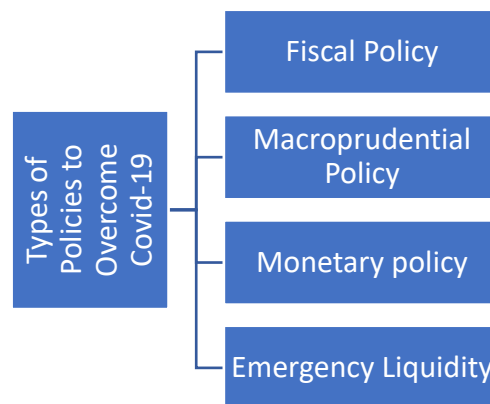 Types of
Policies to
Overcome
Covid-19
Fiscal Policy
Macroprudential
Policy
Monetary policy
Emergency Liquidity